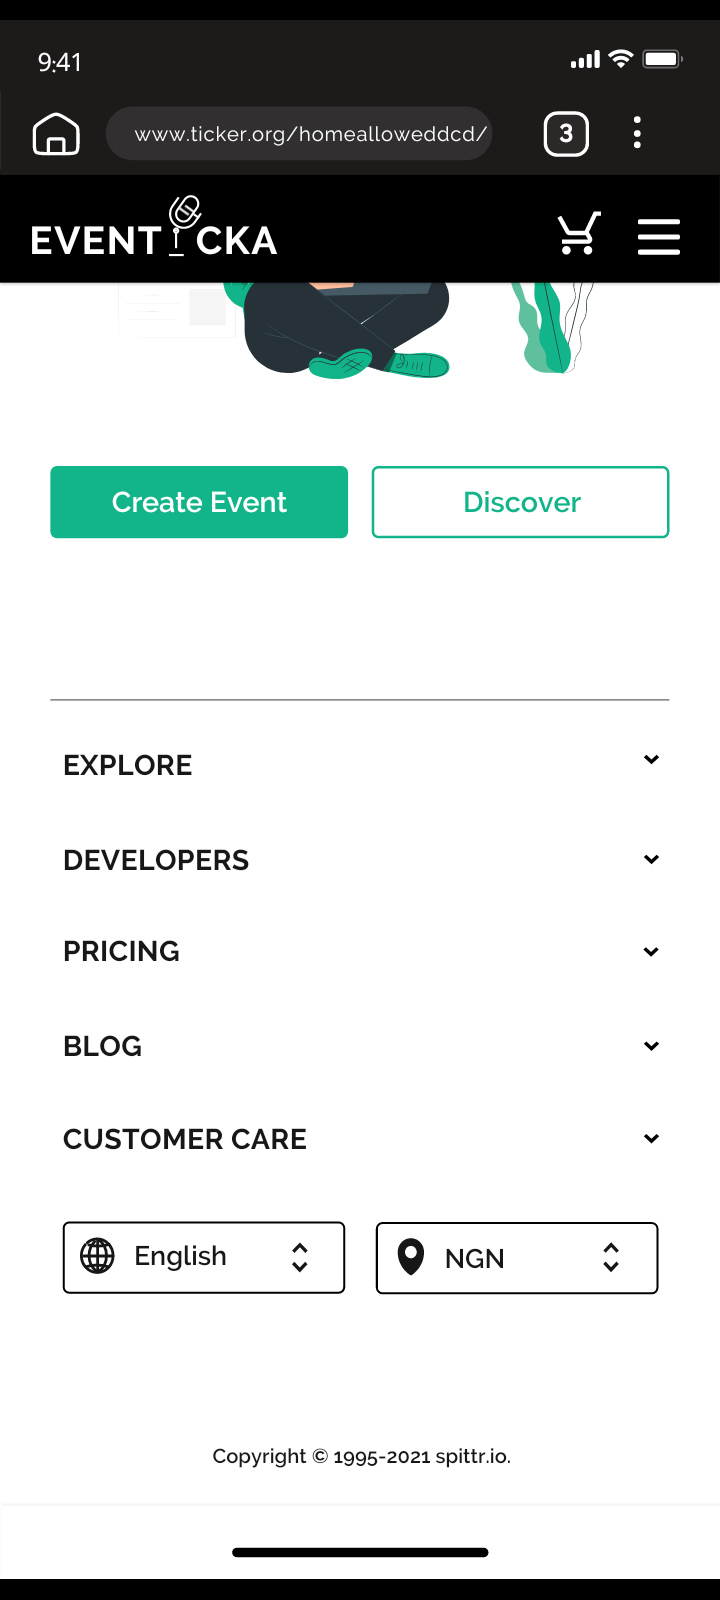 9:41
www.ticker.org/homealloweddcd/
3
EVENTICKA
Create Event
Discover
EXPLORE
DEVELOPERS
PRICING
BLOG
CUSTOMER CARE
English
NGN
Copyright © 1995-2021 spittr.io.